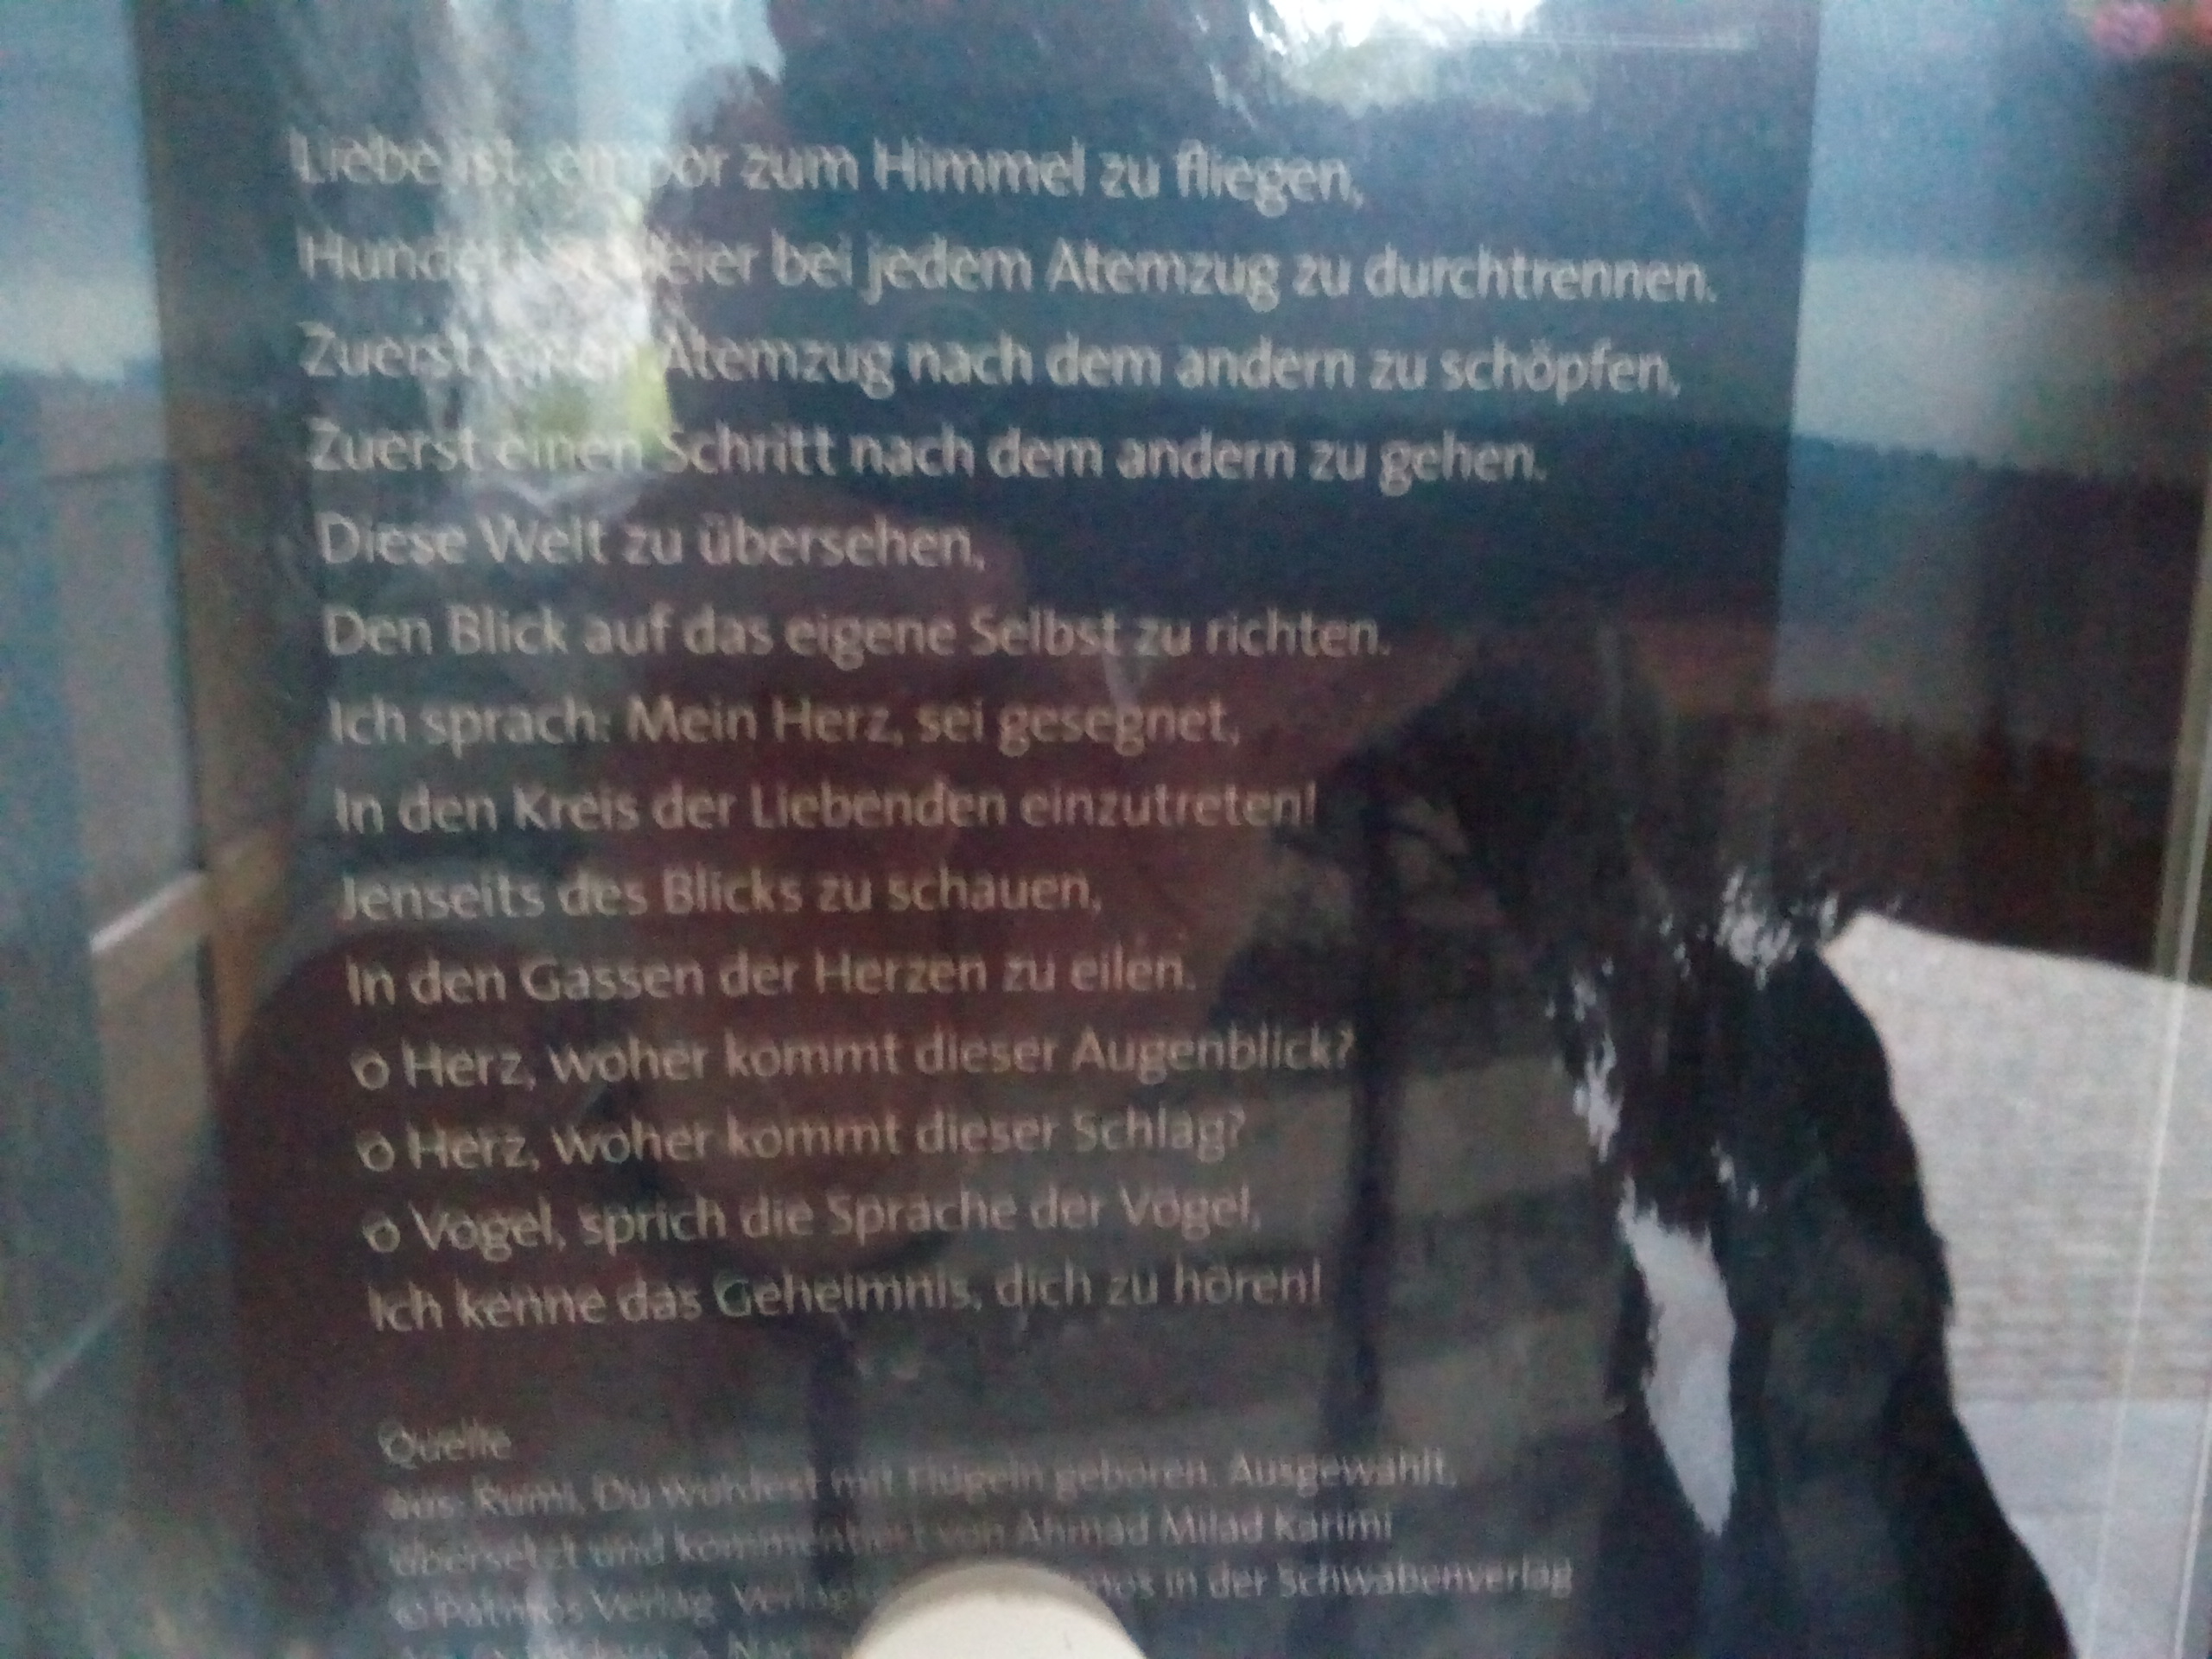 Liebe ist, empor zum Himmel zu fliegen,
Hundert Schleier bei jedem Atemzug zu durchtrennen.
Zuerst einen Atemzug nach dem andern zu schöpfen,
Zuerst einen Schritt nach dem andern zu gehen.
Diese Welt zu übersehen,
Den Blick auf das eigene Selbst zu richten.
Ich sprach: Mein Herz, sei gesegnet,
In den Kreis der Liebenden einzutreten!
Jenseits des Blicks zu schauen,
In den Gassen der Herzen zu eilen.
o Herz, woher kommt dieser Augenblick?
o Herz, woher kommt dieser Schlag?
o Vogel, sprich die Sprache der Vögel,
Ich kenne das Geheimnis, dich zu hören!
Quelle
aus: Rumi, Du wurdest mit Flügeln geboren. Ausgewählt,
übersetzt und kommentiert von Ahmad Milad Karimi
© Patmos Verlag. in der Schwabenverlag